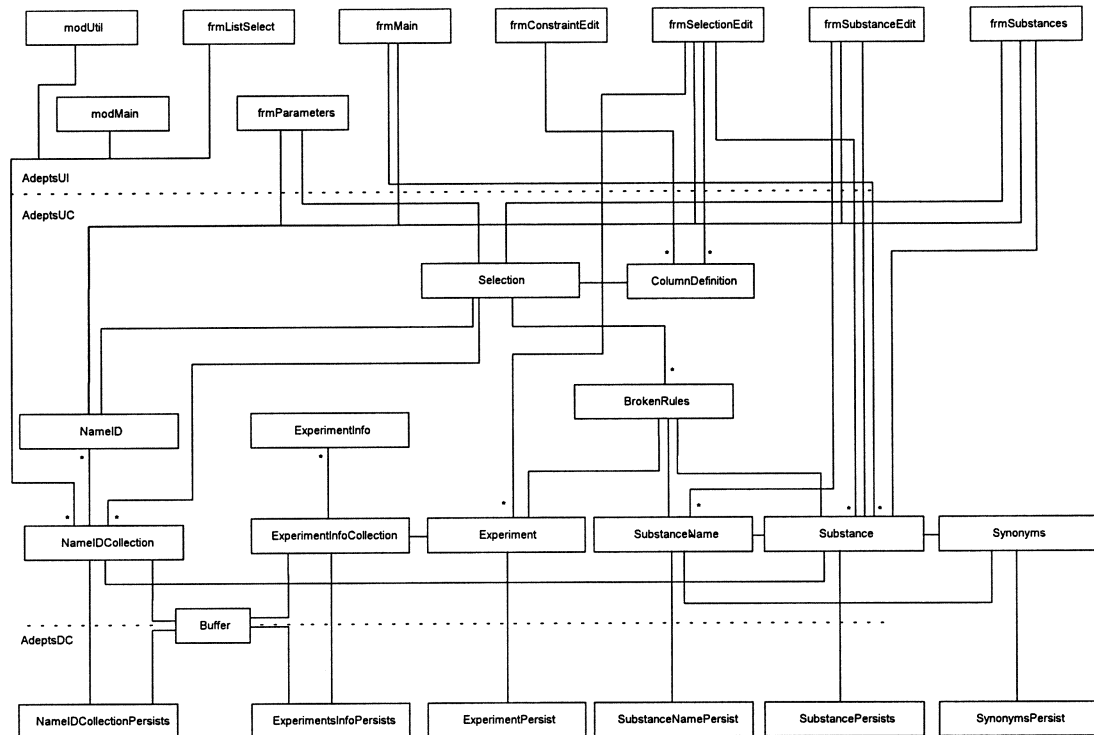 modUtil
frmListSelect
frmMain
frmConstraintEdit
frmSelectionEdit
frmSubstanceEdit
frmSubstances
modMain
frmParameters
AdeptsUI
AdeptsUC
*
*
Selection
ColumnDefinition
*
BrokenRules
NameID
ExperimentInfo
*
*
*
*
*
*
*
*
NameIDCollection
ExperimentInfoCollection
Experiment
SubstanceName
Substance
Synonyms
Buffer
AdeptsDC
NameIDCollectionPersists
ExperimentsInfoPersists
ExperimentPersist
SubstanceNamePersist
SubstancePersists
SynonymsPersist